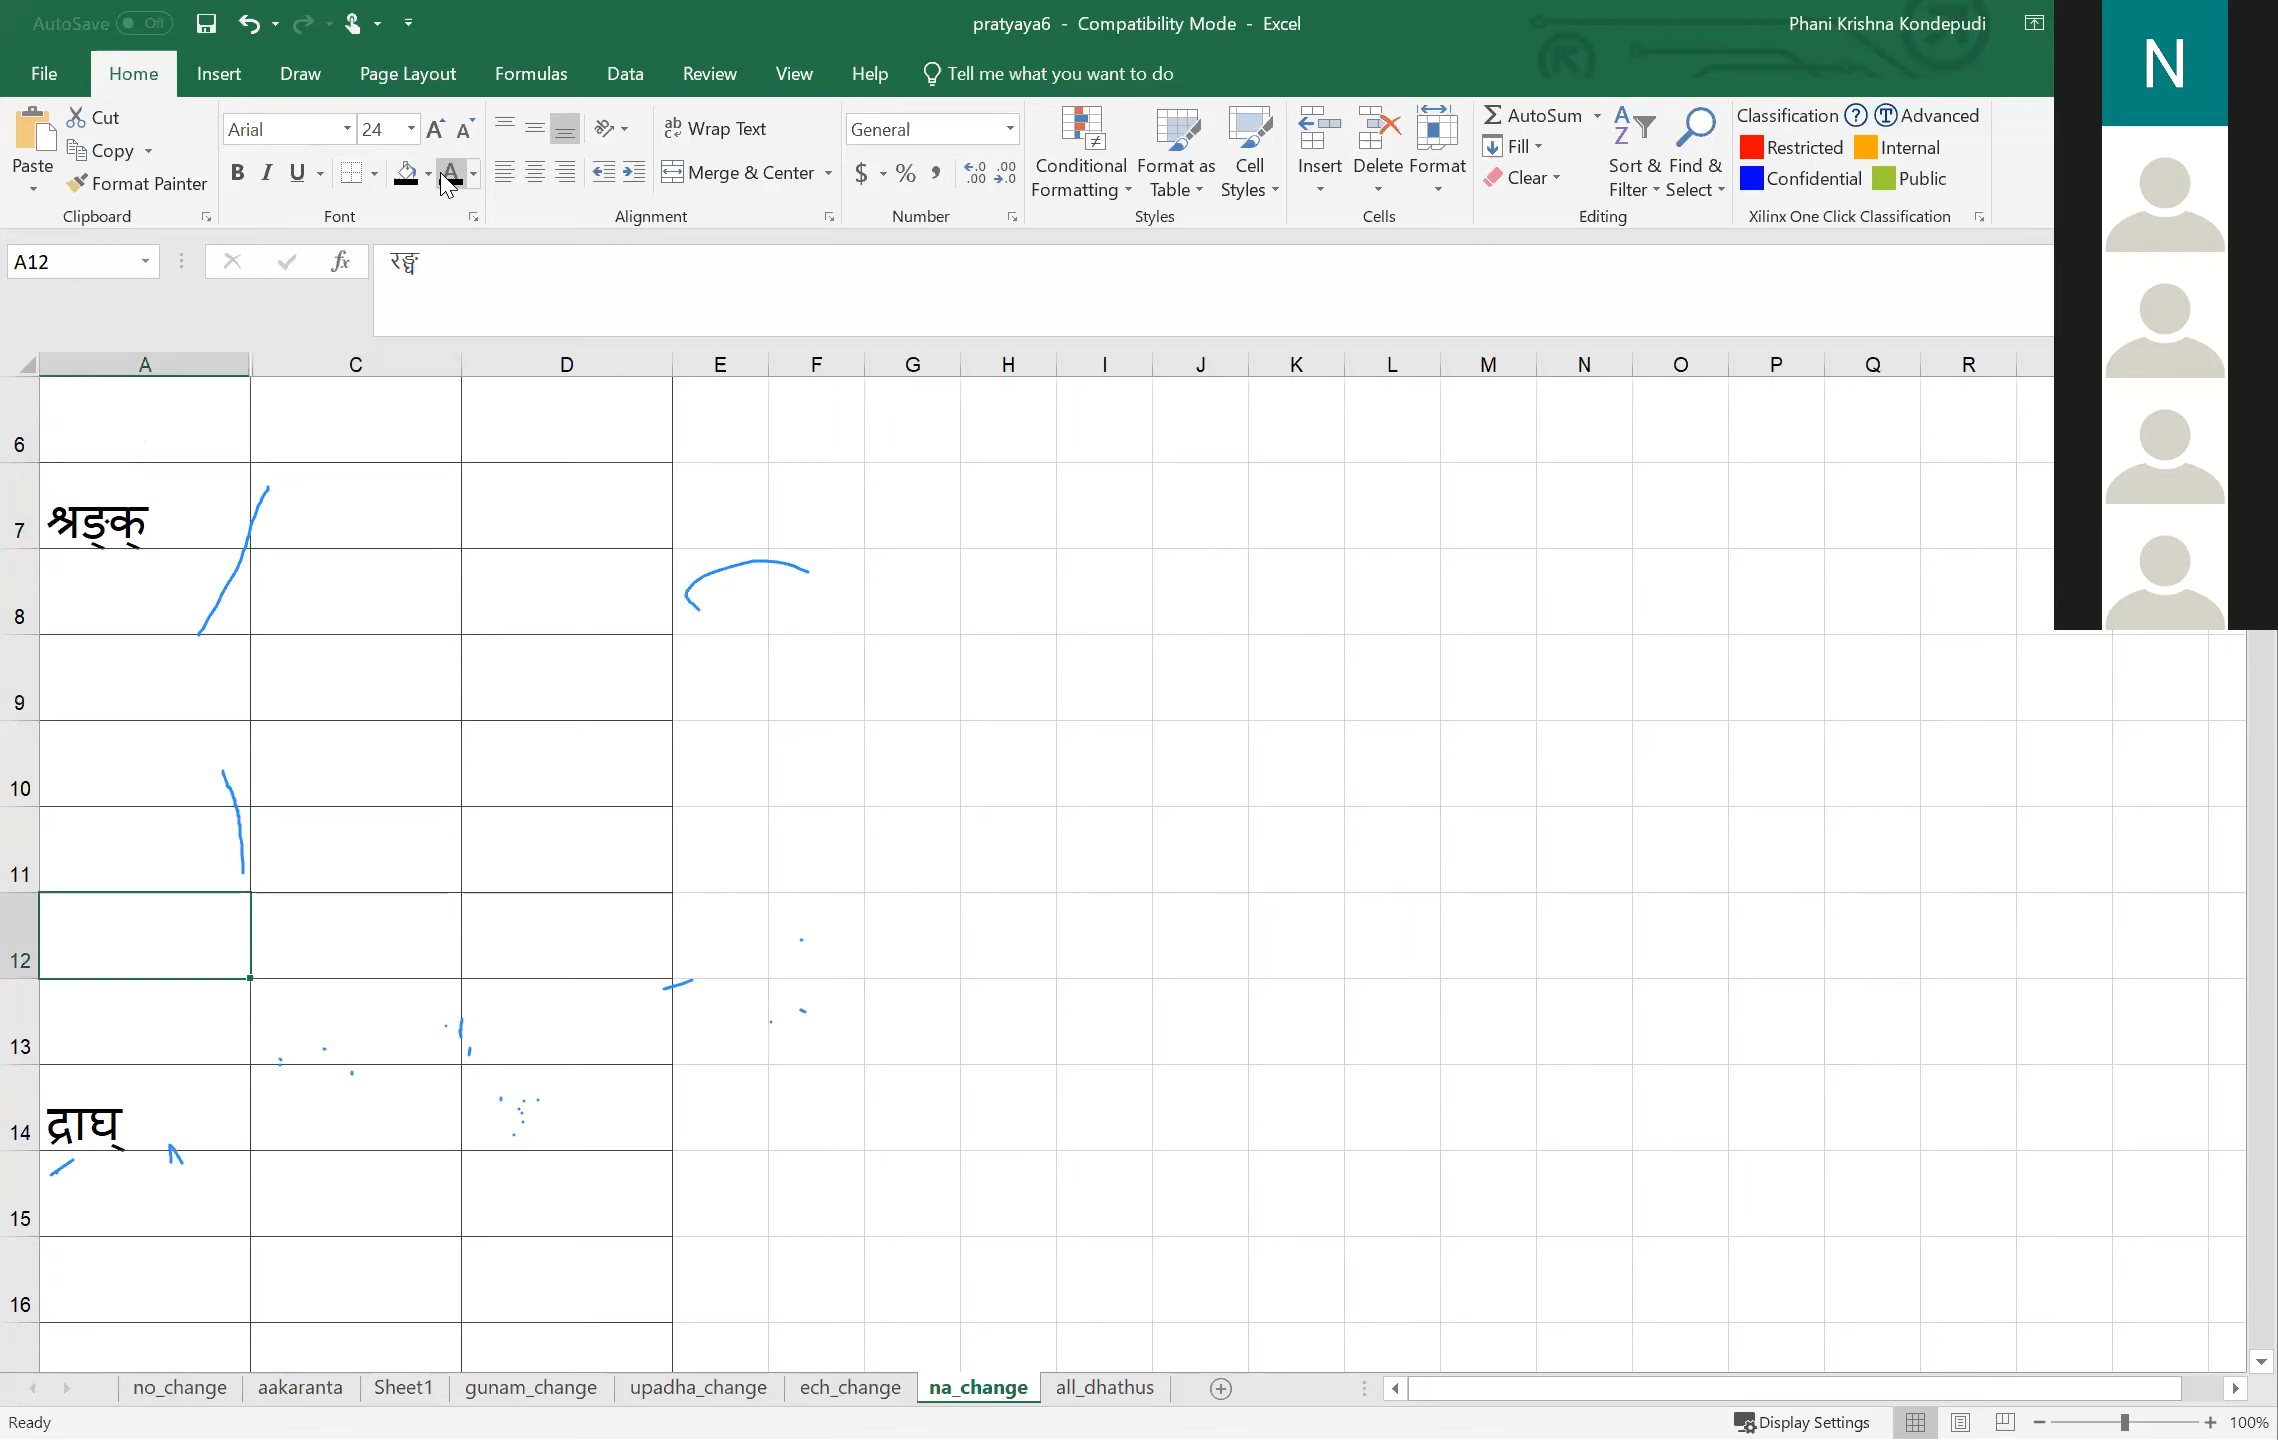 AutoSave Off
pratyaya6 - Compatibility Mode - Excel
Phani Krishna Kondepudi
N
File Home Insert Draw Page Layout Formulas Data Review View Help Tell me what you want to do
Paste
Cut
Copy
Format Painter
Clipboard
Arial 24
B I U
Font
Wrap Text
Merge & Center
Alignment
General
$ % ,
Number
Conditional Formatting
Format as Table
Cell Styles
Styles
Insert Delete Format
Cells
AutoSum
Fill
Clear
Sort & Filter
Find & Select
Editing
Classification Advanced
Restricted Internal
Confidential Public
Xilinx One Click Classification
A12
fx
A C D E F G H I J K L M N O P Q R
6
7 श्रङ्क्
8
9
10
11
12
13
14 द्राघ्
15
16
no_change aakaranta Sheet1 gunam_change upadha_change ech_change na_change all_dhathus
Ready
Display Settings
100%